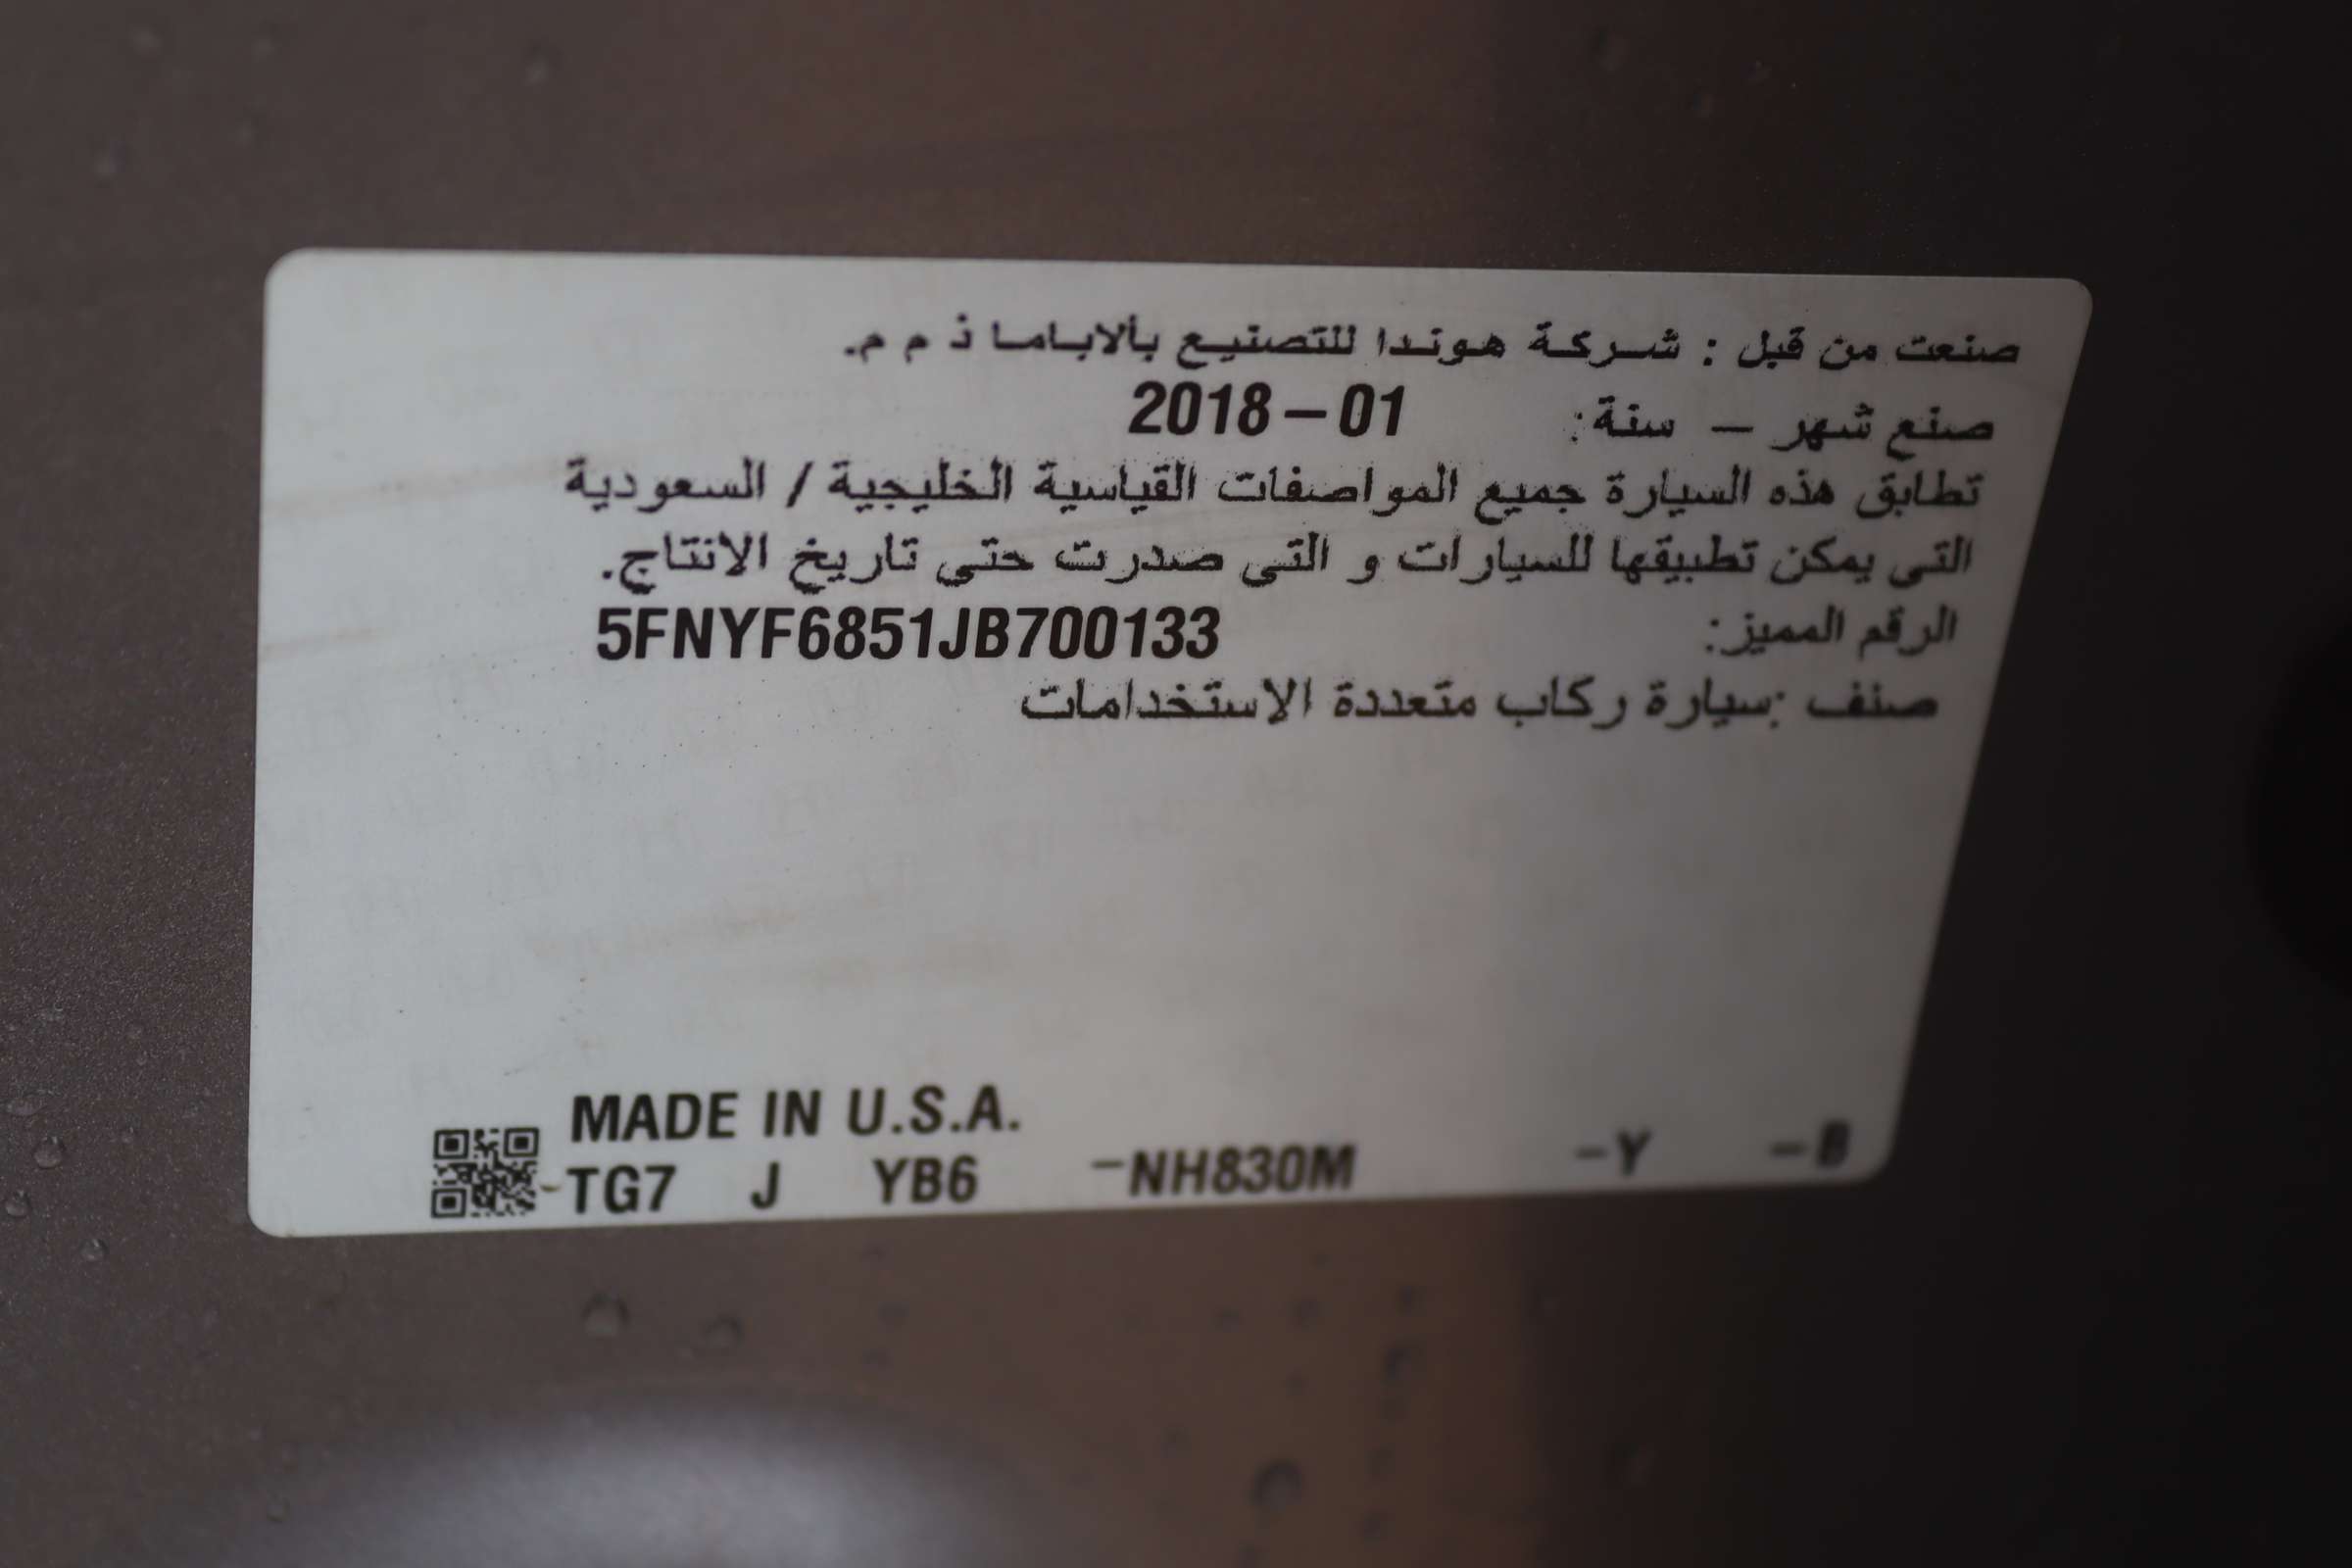 صنعت من قبل : شركة هوندا للتصنيع بألاباما ذ م م.
صنع شهر – سنة: 2018–01
تطابق هذه السيارة جميع المواصفات القياسية الخليجية / السعودية
التي يمكن تطبيقها للسيارات و التي صدرت حتى تاريخ الانتاج.
الرقم المميز: 5FNYF6851JB700133
صنف :سيارة ركاب متعددة الاستخدامات
MADE IN U.S.A.
-TG7 J YB6 –NH830M –Y –B